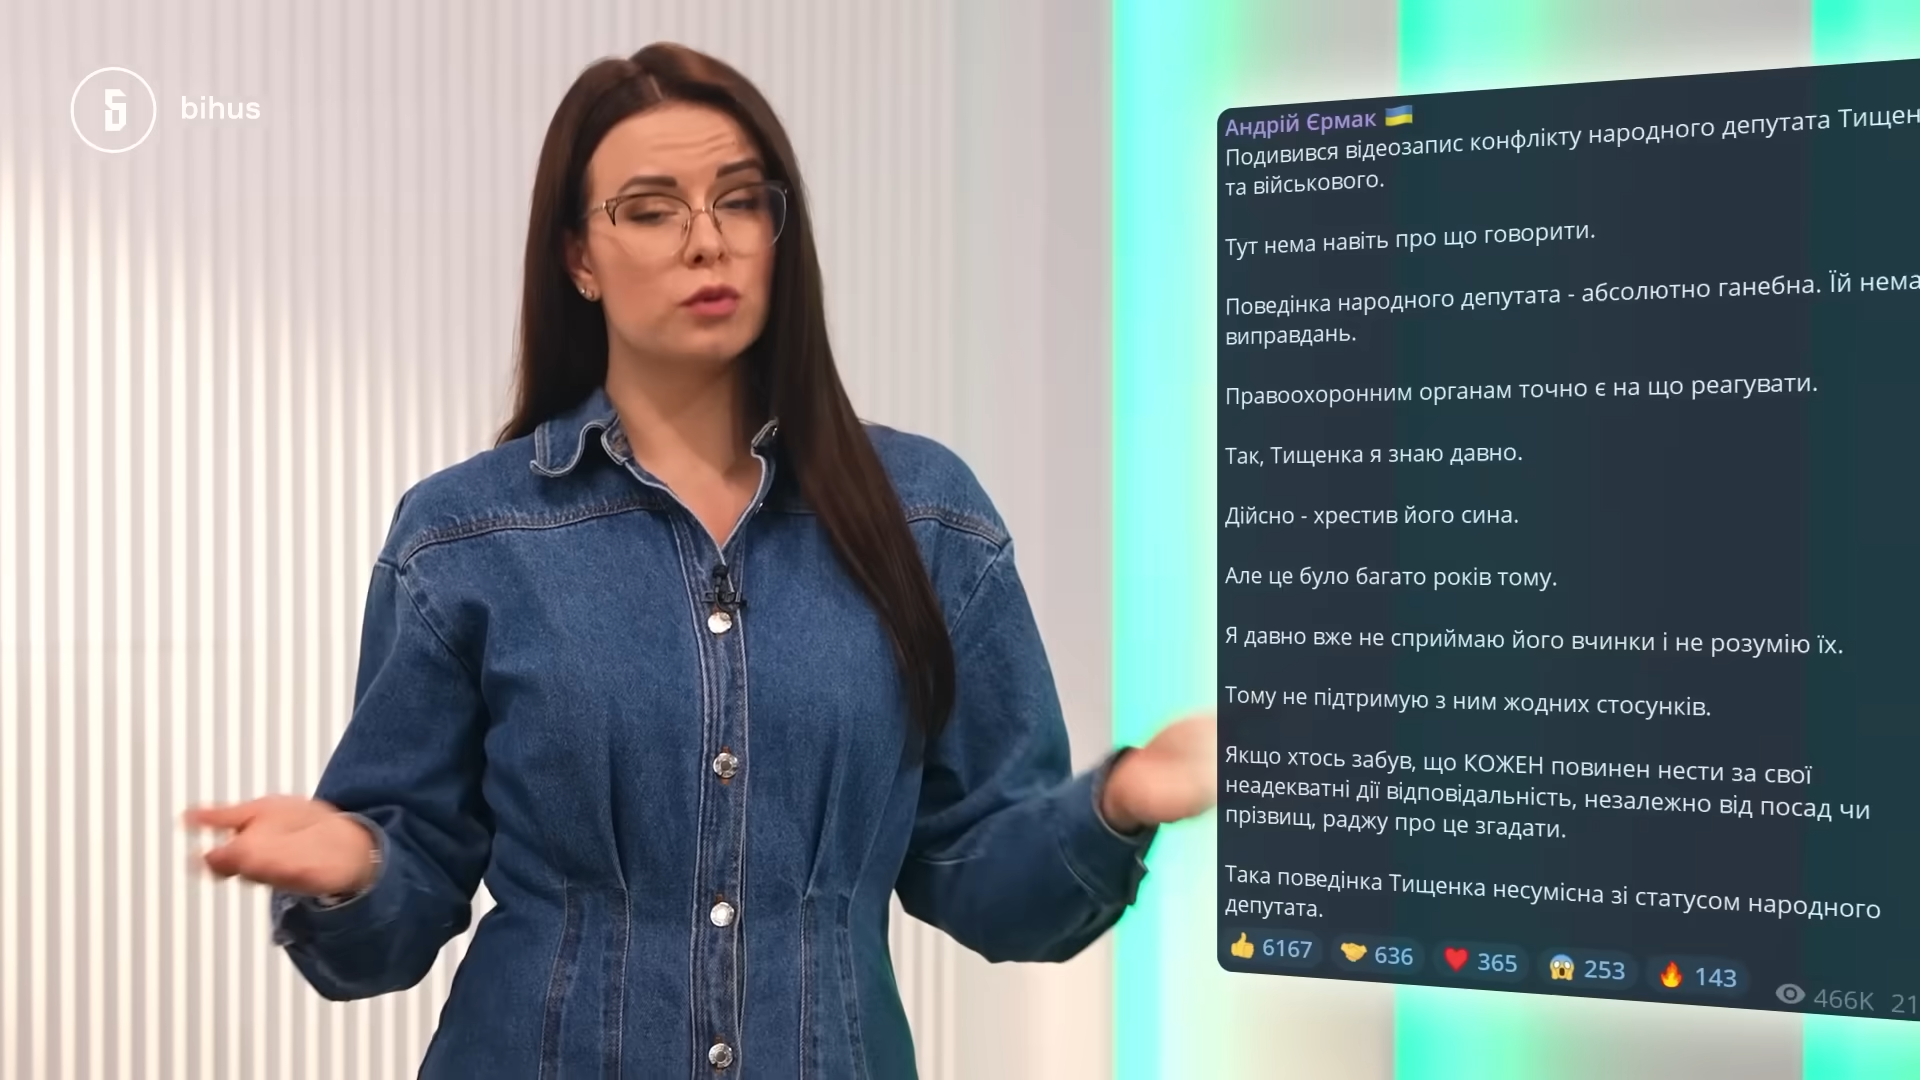 bihus
Андрій Єрмак
Подивився відеозапис конфлікту народного депутата
та військового.
Тут нема навіть про що говорити.
Поведінка народного депутата - абсолютно ганебна. Їй нема
виправдань.
Правоохоронним органам точно є на що реагувати.
Так, Тищенка я знаю давно.
Дійсно - хрестив його сина.
Але це було багато років тому.
Я давно вже не сприймаю його вчинки і не розумію їх.
Тому не підтримую з ним жодних стосунків.
Якщо хтось забув, що КОЖЕН повинен нести за свої
неадекватні дії відповідальність, незалежно від посад чи
прізвищ, раджу про це згадати.
Така поведінка Тищенка несумісна зі статусом народного
депутата.
6167 636 365 253 143
466K 21